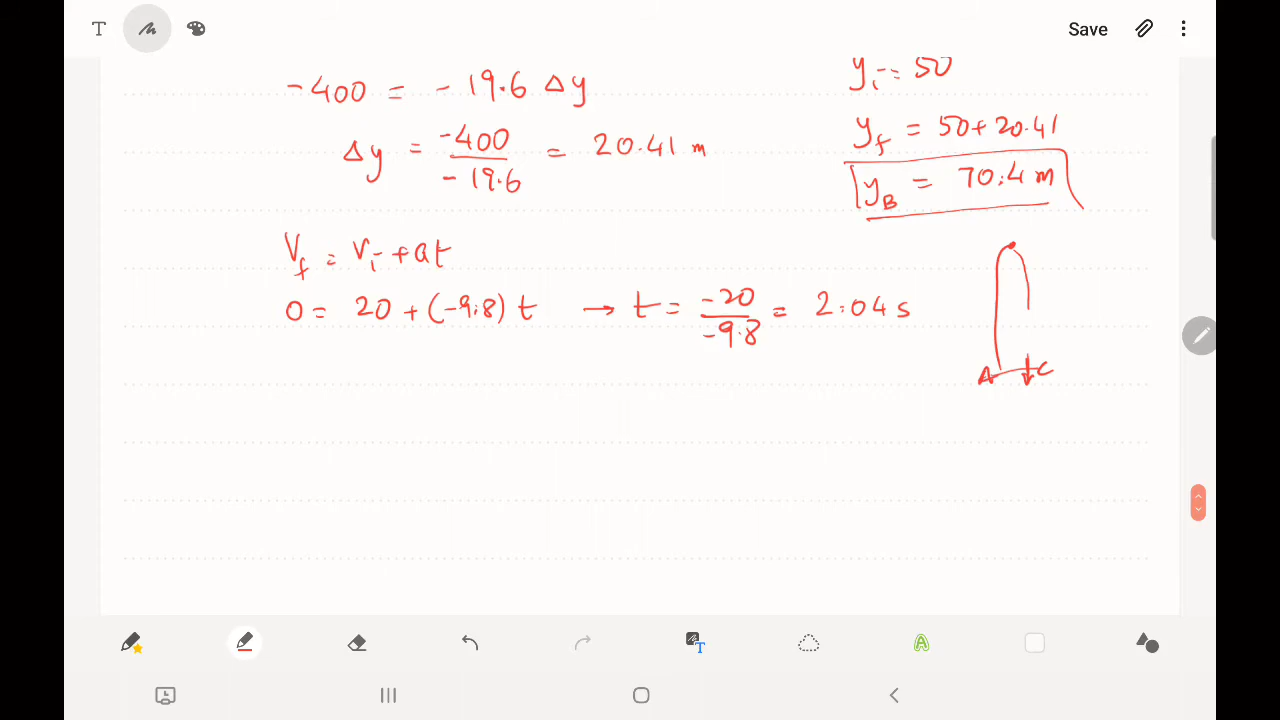 T Save
-400 = -19.6 Δy
Δy = -400/-19.6 = 20.41 m
yi = 50
yf = 50+20.41
yB = 70.4 m
Vf = Vi + at
0 = 20 + (-9.8) t → t = -20/-9.8 = 2.04 s
A C
T A